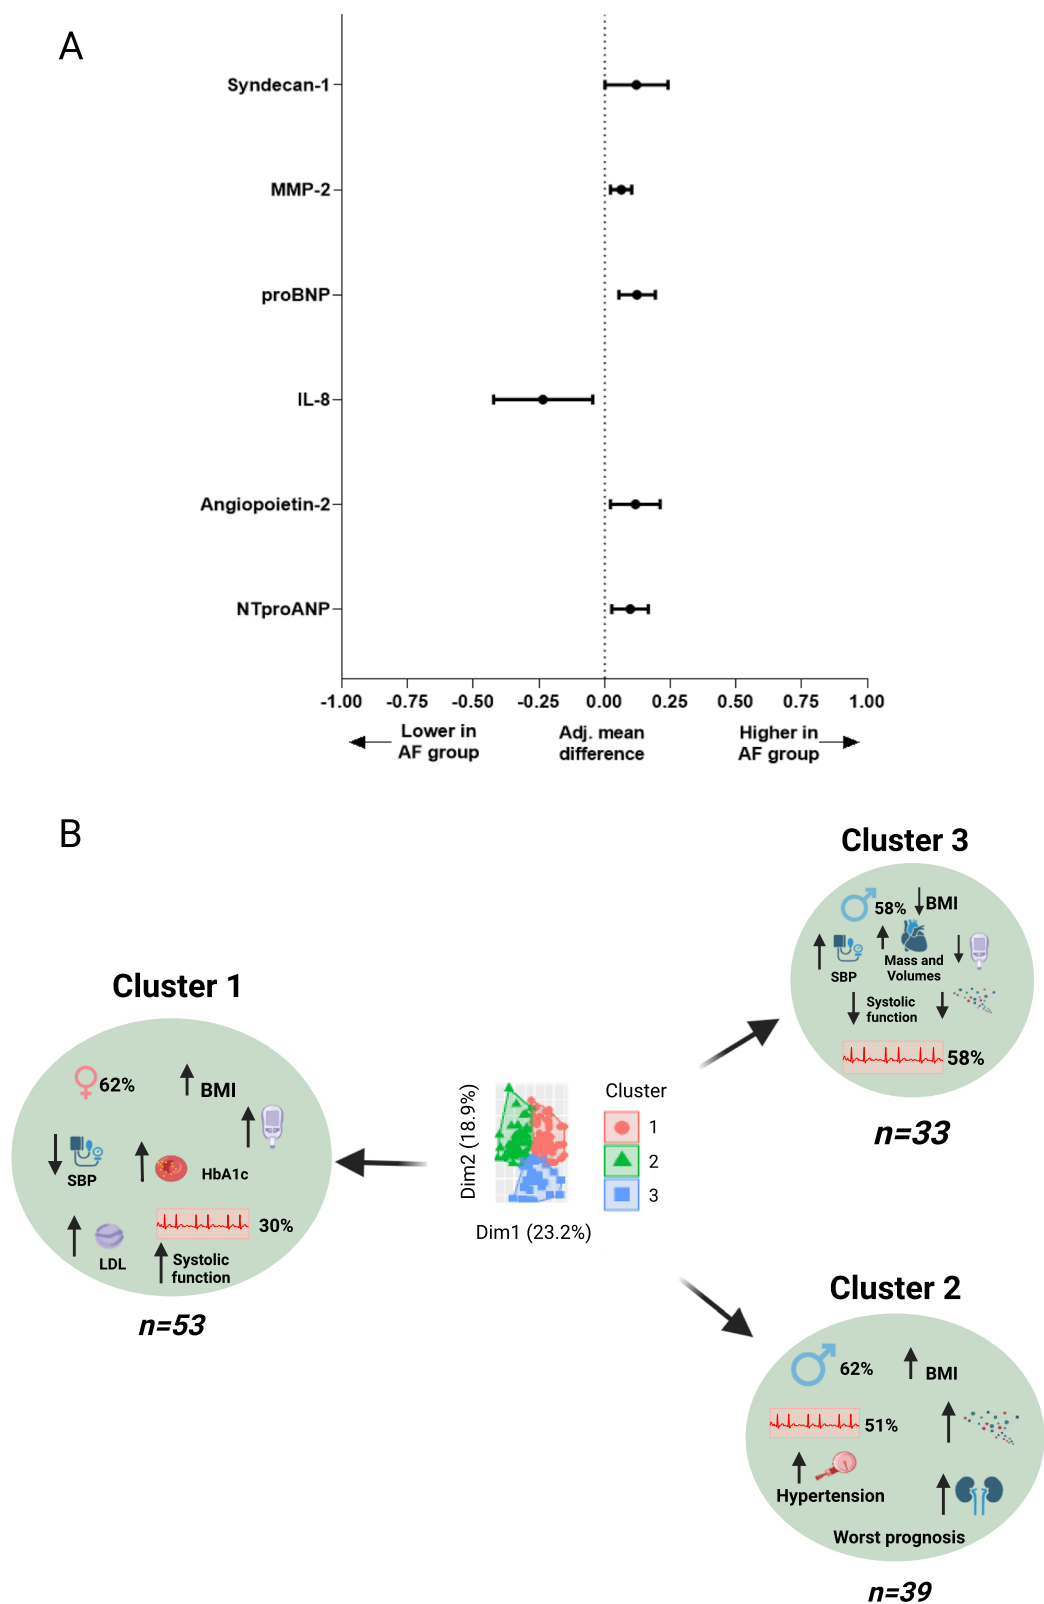 A
Syndecan-1
MMP-2
proBNP
IL-8
Angiopoietin-2
NTproANP
-1.00 -0.75 -0.50 -0.25 0.00 0.25 0.50 0.75 1.00
Lower in
AF group
Adj. mean
difference
Higher in
AF group
B
Cluster 3
58%
BMI
SBP
Mass and
Volumes
Systolic
function
58%
n=33
Cluster 1
62%
BMI
SBP
HbA1c
LDL
30%
Systolic
function
n=53
Dim2 (18.9%)
Dim1 (23.2%)
Cluster
1
2
3
Cluster 2
62%
BMI
51%
Hypertension
Worst prognosis
n=39